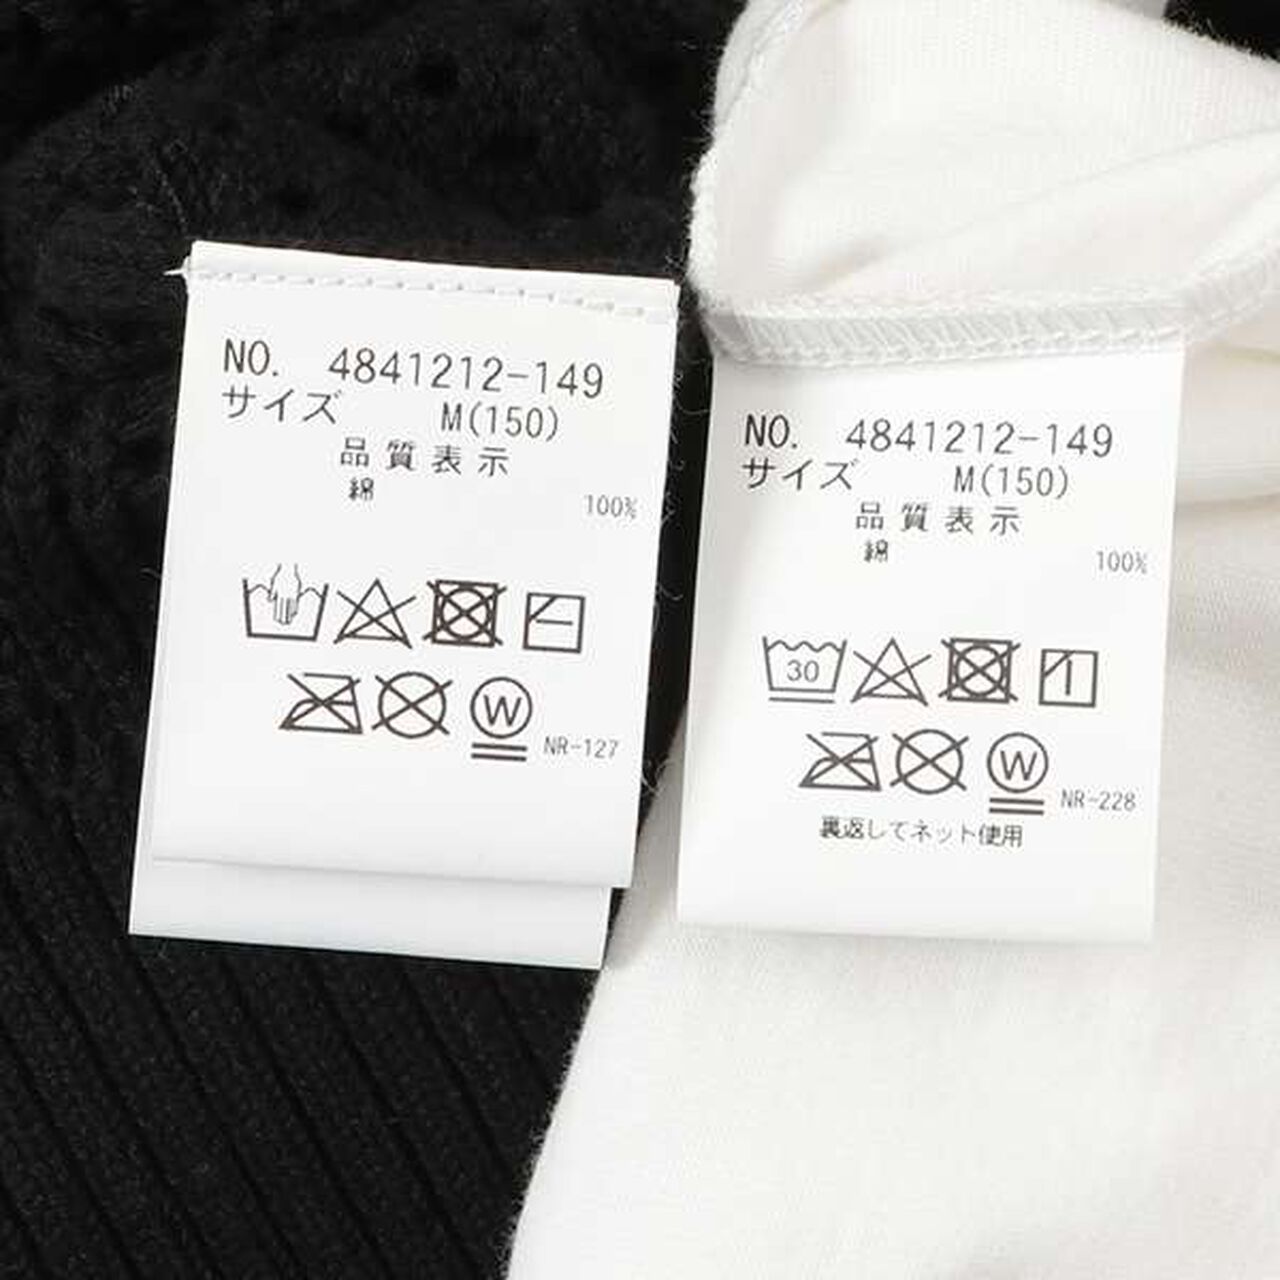 NO. 4841212-149
サイズ M(150)
品質表示
綿 100%
W NR-127
NO. 4841212-149
サイズ M(150)
品質表示
綿 100%
30
W NR-228
裏返してネット使用